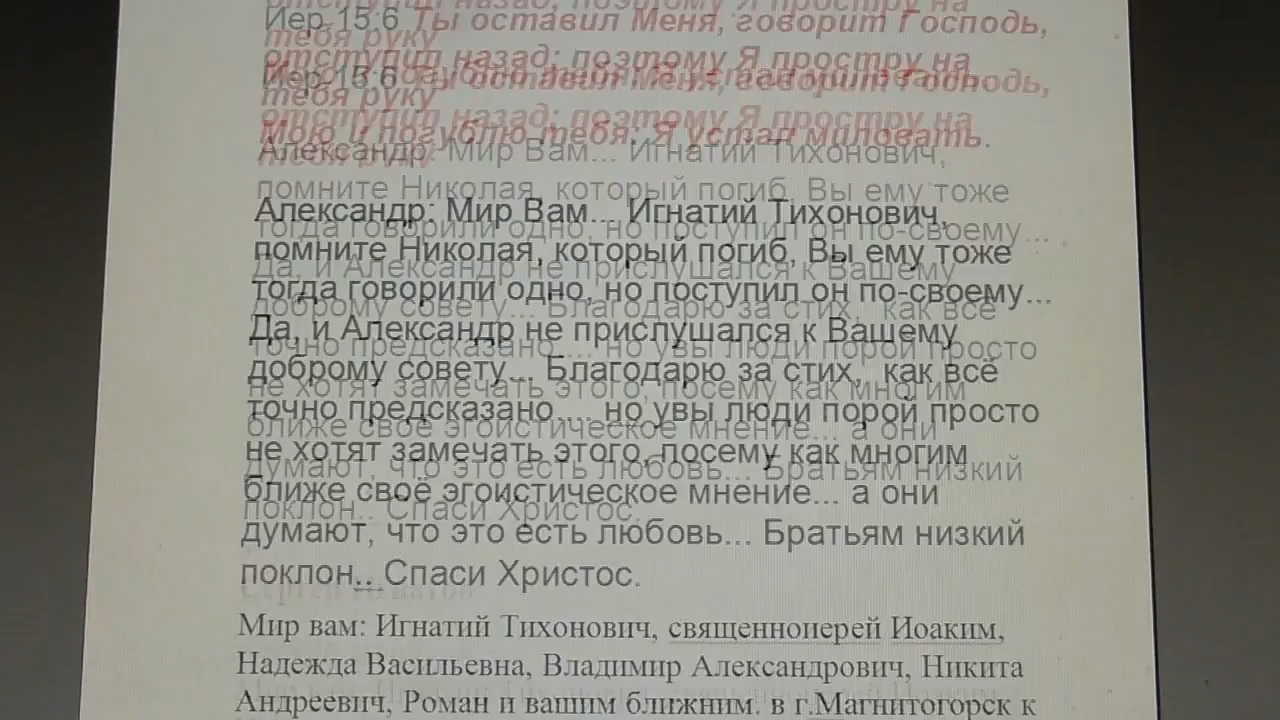 Иер 15:6 Ты оставил Меня, говорит Господь,
отступил назад; поэтому Я простру на
тебя руку
Мою и погублю тебя: Я устал миловать.
Александр: Мир Вам... Игнатий Тихонович,
помните Николая, который погиб, Вы ему тоже
тогда говорили одно, но поступил он по-своему...
Да, и Александр не прислушался к Вашему
доброму совету... Благодарю за стих, как всё
точно предсказано.... но увы люди порой просто
не хотят замечать этого, посему как многим
ближе своё эгоистическое мнение... а они
думают, что это есть любовь... Братьям низкий
поклон.. Спаси Христос.
Мир вам: Игнатий Тихонович, священноиерей Иоаким,
Надежда Васильевна, Владимир Александрович, Никита
Андреевич, Роман и вашим ближним. в г.Магнитогорск к